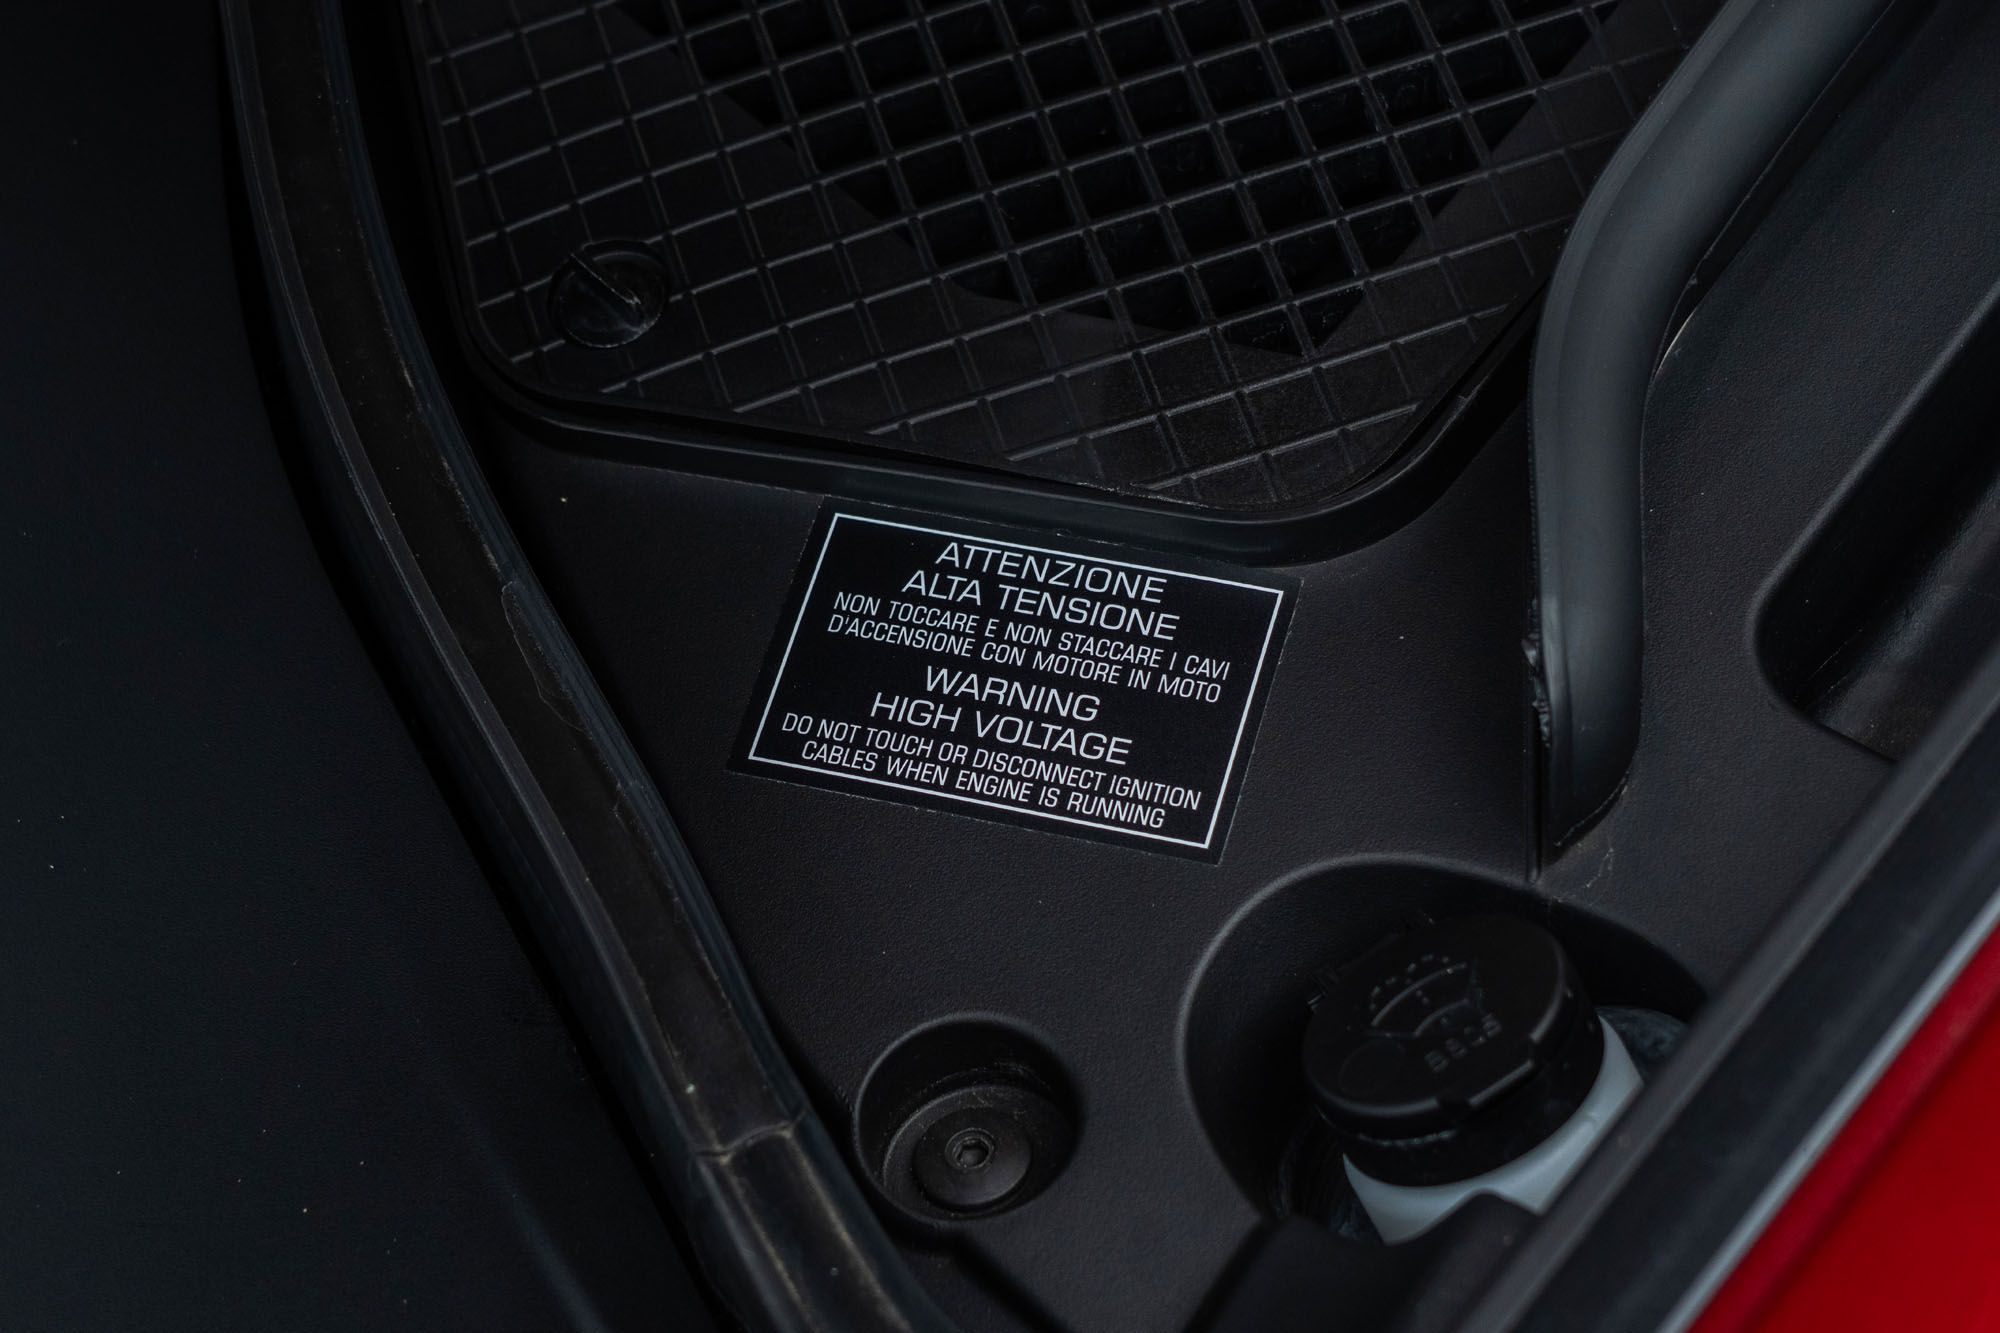 ATTENZIONE
ALTA TENSIONE
NON TOCCARE E NON STACCARE I CAVI
D'ACCENSIONE CON MOTORE IN MOTO
WARNING
HIGH VOLTAGE
DO NOT TOUCH OR DISCONNECT IGNITION
CABLES WHEN ENGINE IS RUNNING